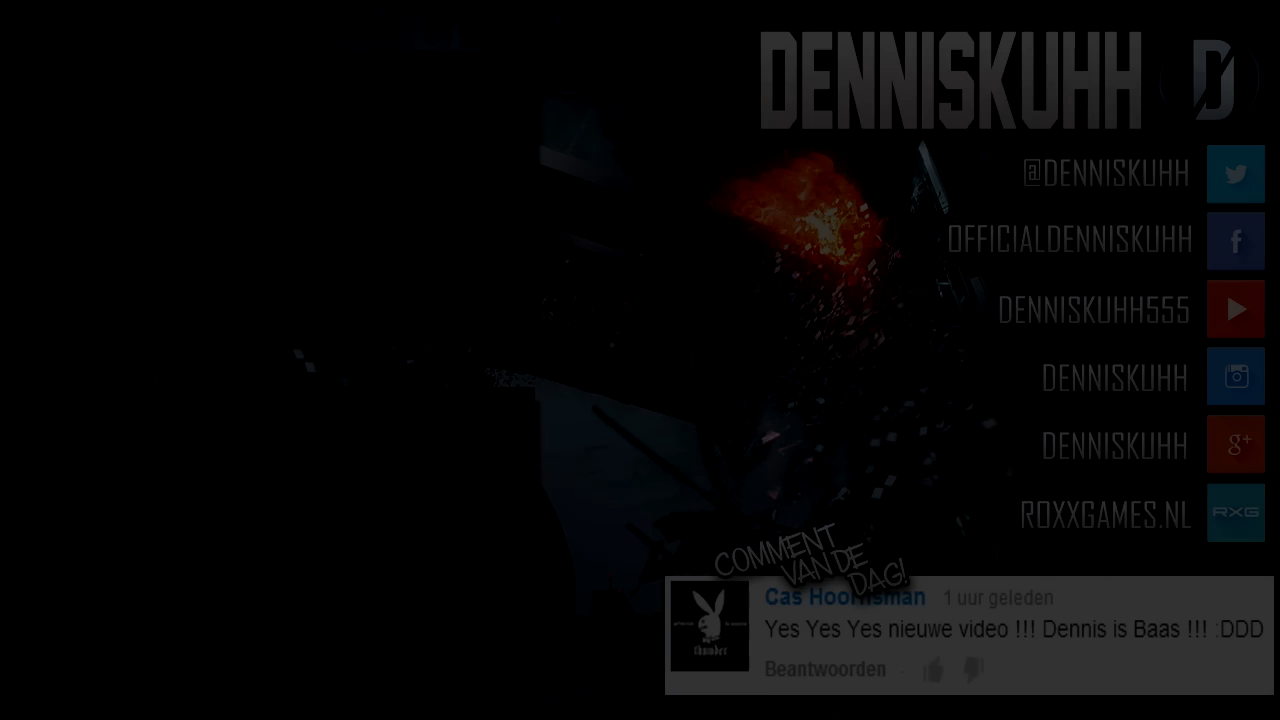 DENNISKUHH
@DENNISKUHH
OFFICIALDENNISKUHH
DENNISKUHH555
DENNISKUHH
DENNISKUHH
ROXXGAMES.NL
RXG
COMMENT
VAN DE
DAG!
Cas Hoornsman 1 uur geleden
Yes Yes Yes nieuwe video !!! Dennis is Baas !!! :DDD
thunder
Beantwoorden